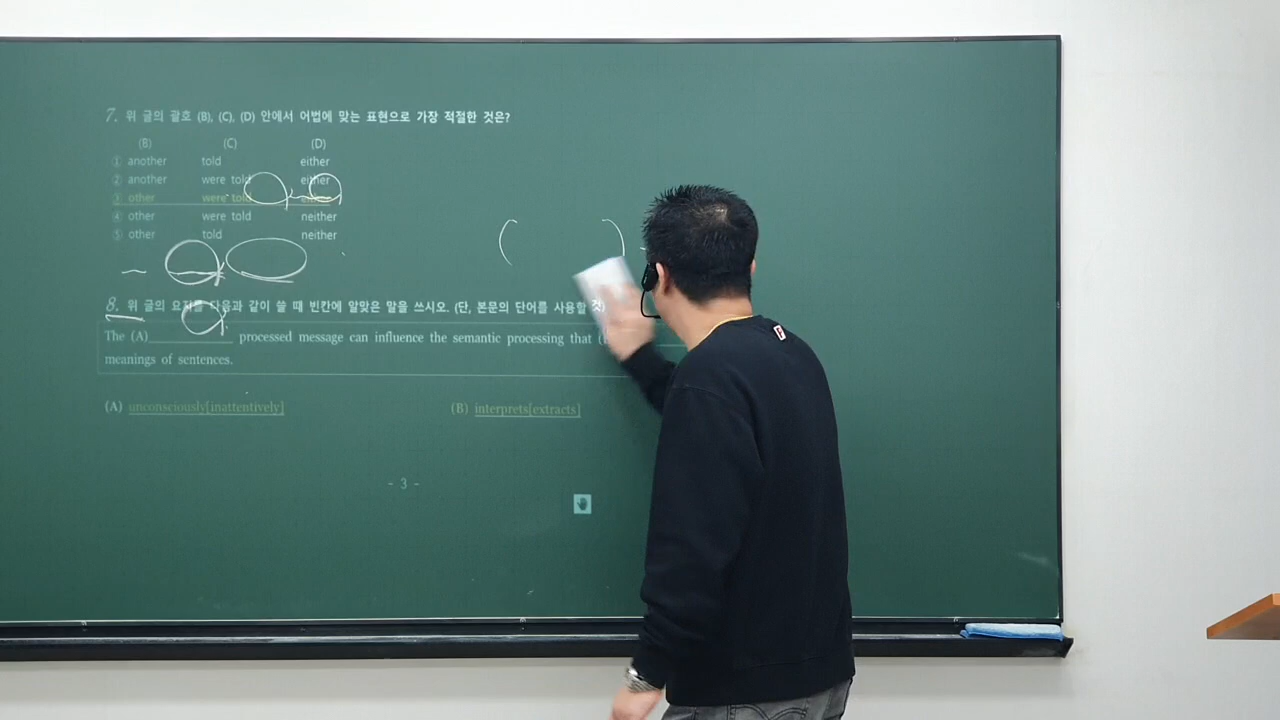 7. 위 글의 괄호 (B), (C), (D) 안에서 어법에 맞는 표현으로 가장 적절한 것은?
(B) (C) (D)
① another told either
② another were told either
③ other were told either
④ other were told neither
⑤ other told neither
8. 위 글의 요지를 다음과 같이 쓸 때 빈칸에 알맞은 말을 쓰시오. (단, 본문의 단어를 사용할 것)
The (A)____________ processed message can influence the semantic processing that
meanings of sentences.
(A) unconsciously[inattentively] (B) interprets[extracts]
- 3 -